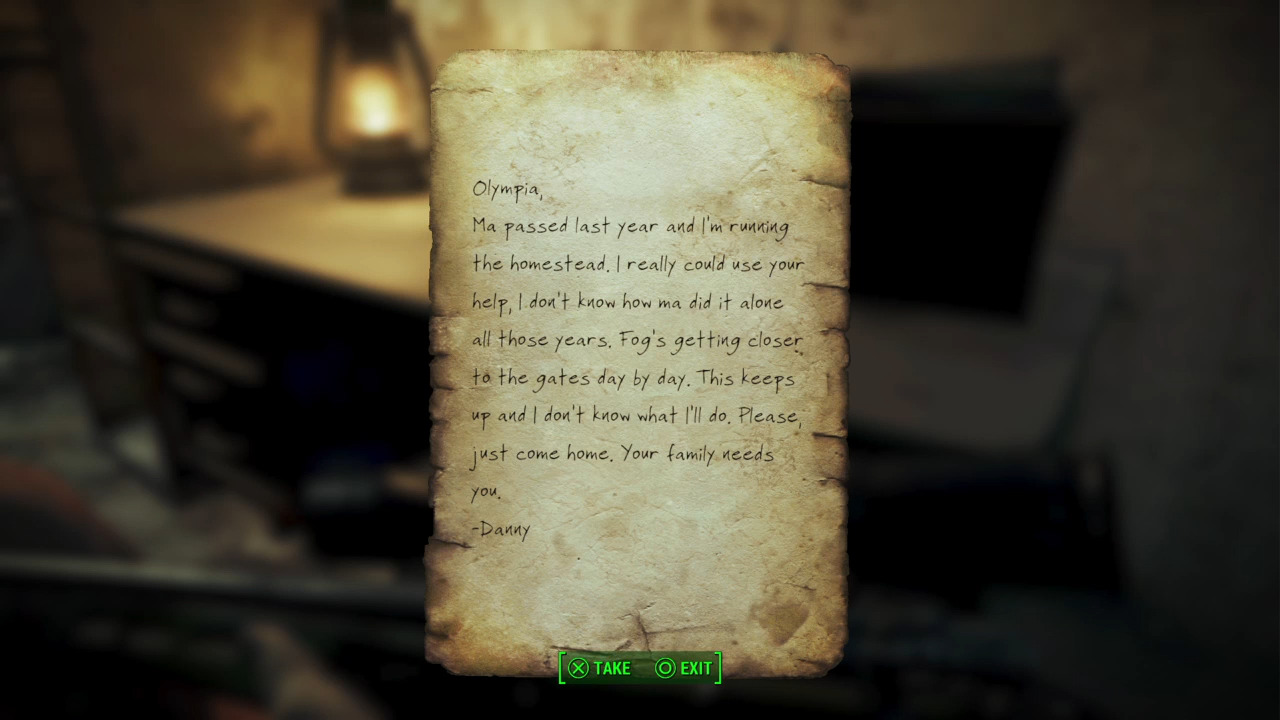 Olympia,
Ma passed last year and I'm running
the homestead. I really could use your
help, I don't know how ma did it alone
all those years. Fog's getting closer
to the gates day by day. This keeps
up and I don't know what I'll do. Please,
just come home. Your family needs
you.
-Danny
TAKE EXIT